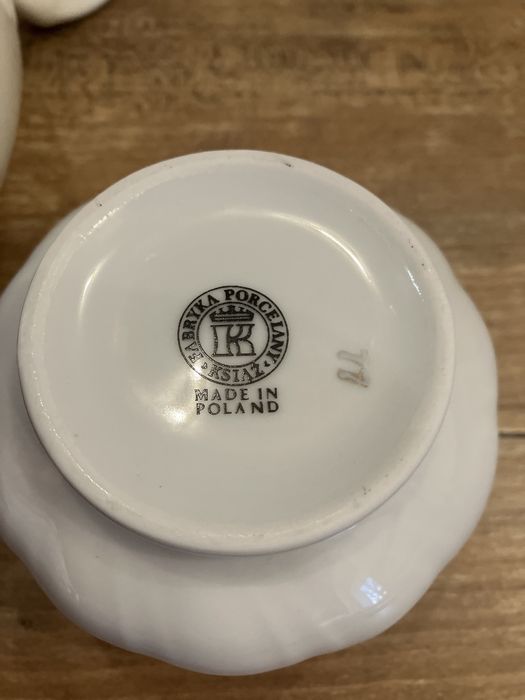 FABRYKA PORCELANY
K
• KSIĄŻ •
MADE IN
POLAND